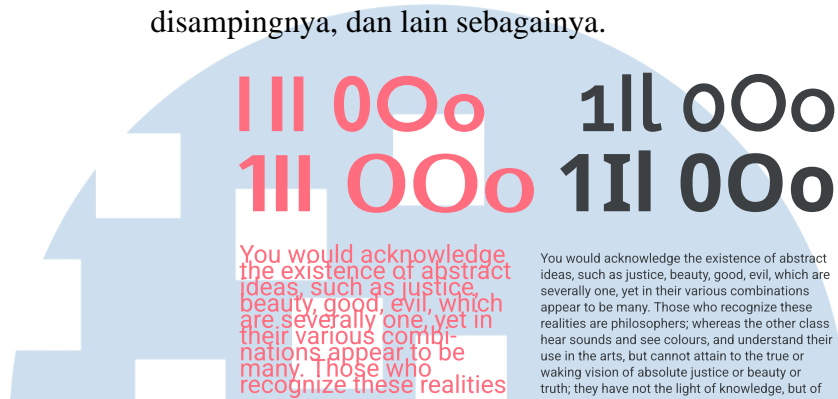 disampingnya, dan lain sebagainya.
I Il 0Oo
1Il 0Oo
1Il 0Oo
1Il 0Oo
You would acknowledge
the existence of abstract
ideas, such as justice,
beauty, good, evil, which
are severally one, yet in
their various combi-
nations appear to be
many. Those who
recognize these realities
You would acknowledge the existence of abstract
ideas, such as justice, beauty, good, evil, which are
severally one, yet in their various combinations
appear to be many. Those who recognize these
realities are philosophers; whereas the other class
hear sounds and see colours, and understand their
use in the arts, but cannot attain to the true or
waking vision of absolute justice or beauty or
truth; they have not the light of knowledge, but of